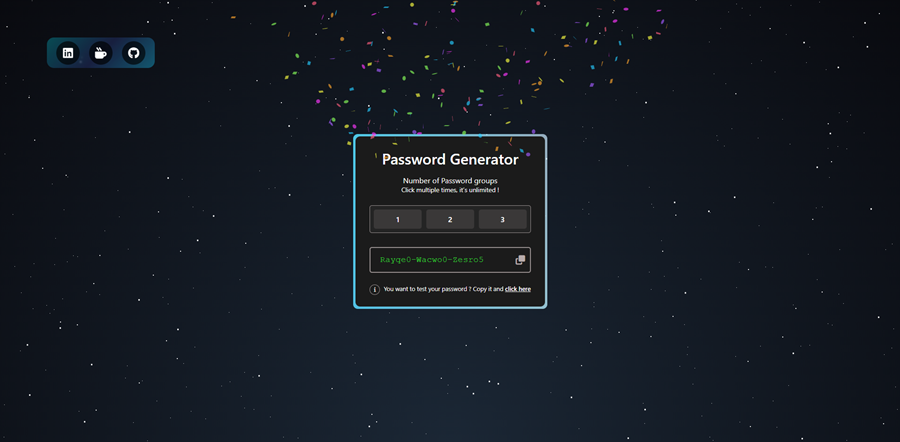 in
Password Generator
Number of Password groups
Click multiple times, it's unlimited !
1 2 3
Rayqe0-Wacwo0-Zesro5
i You want to test your password ? Copy it and click here